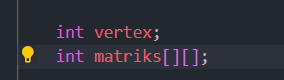 int vertex;
int matriks[][];